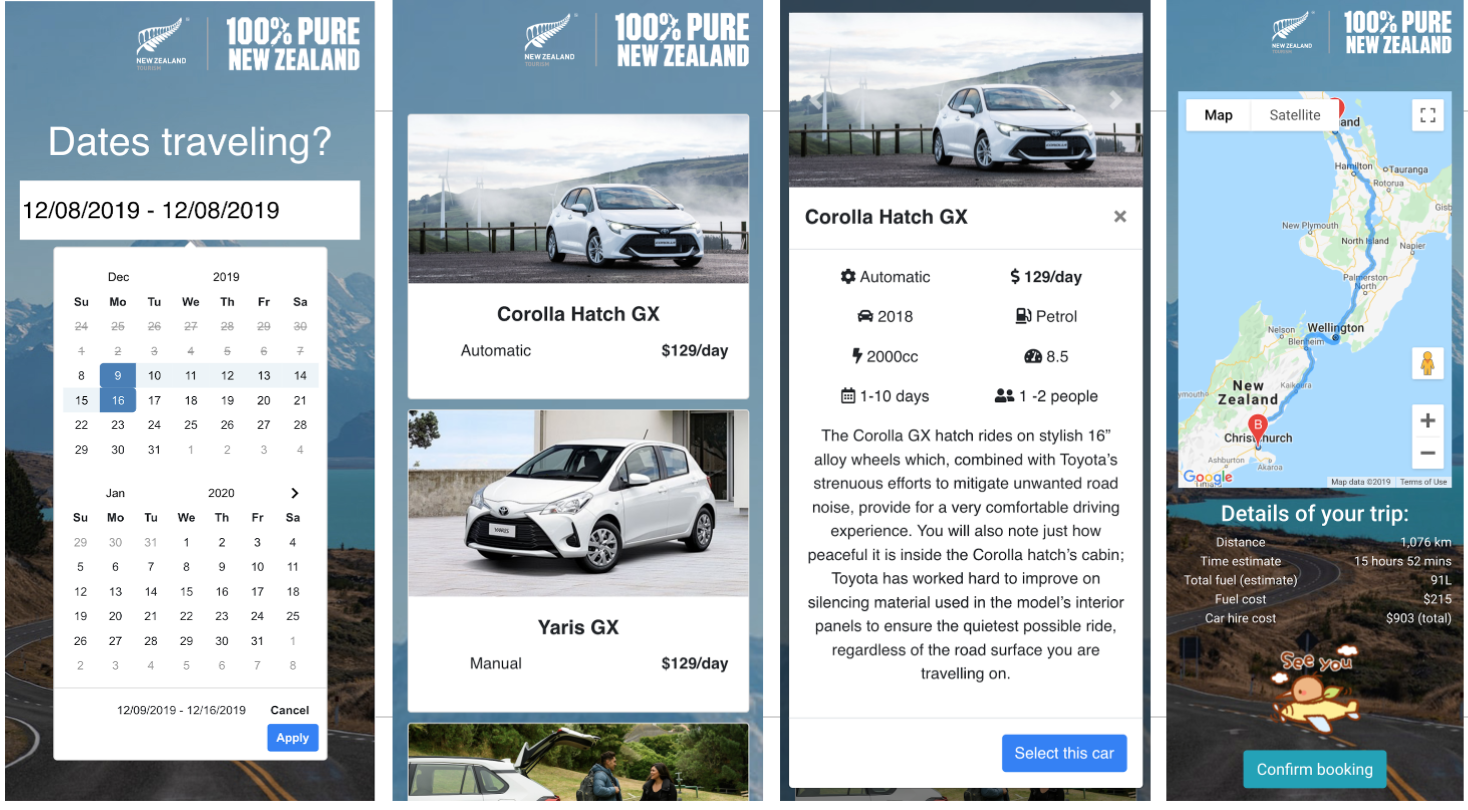 NEW ZEALAND
TOURISM
100% PURE
NEW ZEALAND
Dates traveling?
12/08/2019 - 12/08/2019
Dec 2019
Su Mo Tu We Th Fr Sa
24 25 26 27 28 29 30
1 2 3 4 5 6 7
8 9 10 11 12 13 14
15 16 17 18 19 20 21
22 23 24 25 26 27 28
29 30 31 1 2 3 4
Jan 2020
Su Mo Tu We Th Fr Sa
29 30 31 1 2 3 4
5 6 7 8 9 10 11
12 13 14 15 16 17 18
19 20 21 22 23 24 25
26 27 28 29 30 31 1
2 3 4 5 6 7 8
12/09/2019 - 12/16/2019 Cancel
Apply
NEW ZEALAND
TOURISM
100% PURE
NEW ZEALAND
Corolla Hatch GX
Automatic $129/day
YARIS
Yaris GX
Manual $129/day
Corolla Hatch GX ×
Automatic $ 129/day
2018 Petrol
2000cc 8.5
1-10 days 1 -2 people
The Corolla GX hatch rides on stylish 16”
alloy wheels which, combined with Toyota’s
strenuous efforts to mitigate unwanted road
noise, provide for a very comfortable driving
experience. You will also note just how
peaceful it is inside the Corolla hatch’s cabin;
Toyota has worked hard to improve on
silencing material used in the model’s interior
panels to ensure the quietest possible ride,
regardless of the road surface you are
travelling on.
Select this car
NEW ZEALAND
TOURISM
100% PURE
NEW ZEALAND
Map Satellite
land
Hamilton
Tauranga
Rotorua
Gisb
New Plymouth
North Island
Napier
Palmerston
North
Nelson
Wellington
Blenheim
New
Zealand
Kaikoura
ymouth
B
Christchurch
Ashburton
Akaroa
Google
Map data ©2019 Terms of Use
Details of your trip:
Distance 1,076 km
Time estimate 15 hours 52 mins
Total fuel (estimate) 91L
Fuel cost $215
Car hire cost $903 (total)
See you
Confirm booking